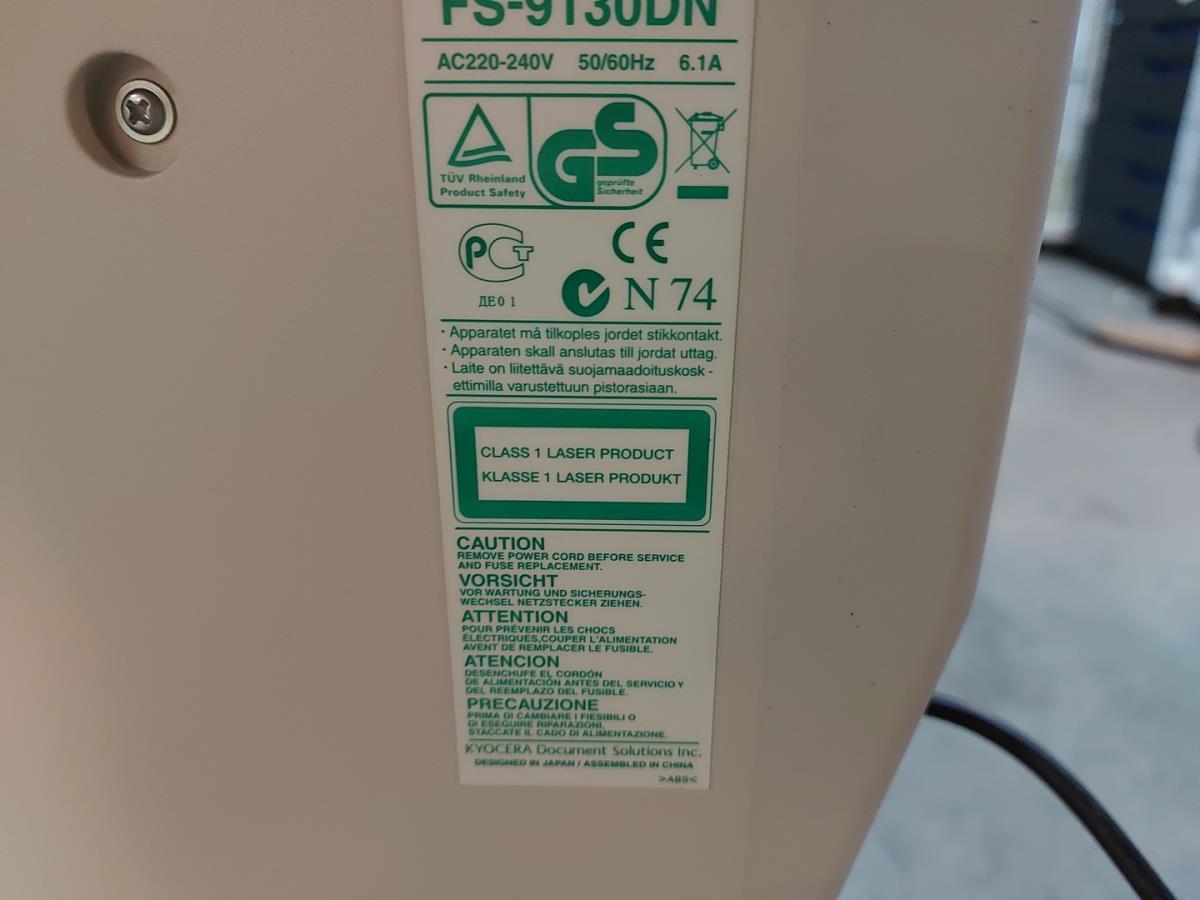 FS-9130DN
AC220-240V 50/60Hz 6.1A
TÜV Rheinland
Product Safety
GS
geprüfte
Sicherheit
PCT
ДЕ01
CE
N 74
· Apparatet må tilkoples jordet stikkontakt.
· Apparaten skall anslutas till jordat uttag.
· Laite on liitettävä suojamaadoituskosk-
ettimilla varustettuun pistorasiaan.
CLASS 1 LASER PRODUCT
KLASSE 1 LASER PRODUKT
CAUTION
REMOVE POWER CORD BEFORE SERVICE
AND FUSE REPLACEMENT.
VORSICHT
VOR WARTUNG UND SICHERUNGS-
WECHSEL NETZSTECKER ZIEHEN.
ATTENTION
POUR PRÉVENIR LES CHOCS
ÉLECTRIQUES,COUPER L'ALIMENTATION
AVENT DE REMPLACER LE FUSIBLE.
ATENCION
DESENCHUFE EL CORDÓN
DE ALIMENTACIÓN ANTES DEL SERVICIO Y
DEL REEMPLAZO DEL FUSIBLE.
PRECAUZIONE
PRIMA DI CAMBIARE I FIESIBILI O
DI ESEGUIRE RIPARAZIONI,
STACCATE IL CADO DI ALIMENTAZIONE.
KYOCERA Document Solutions Inc.
DESIGNED IN JAPAN / ASSEMBLED IN CHINA
>ABS<